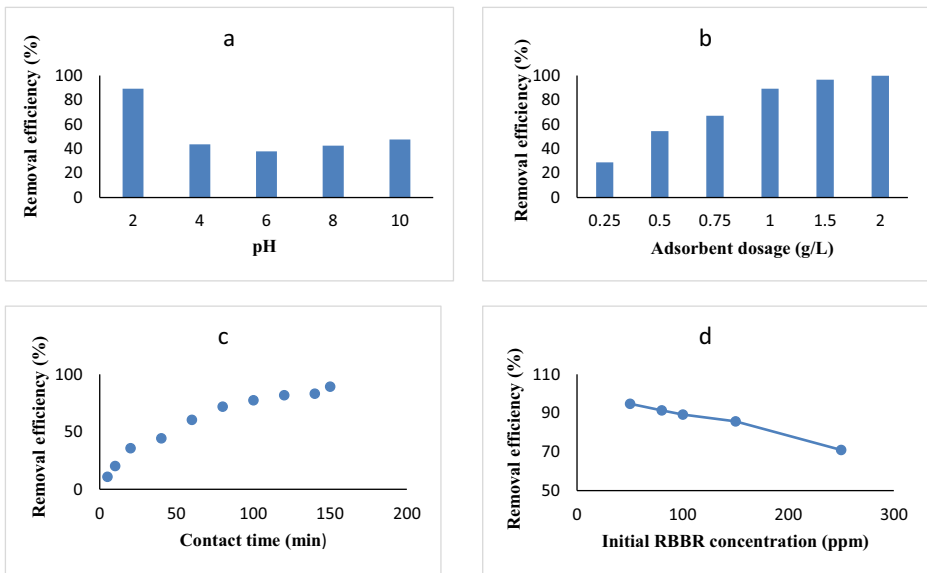 a
Removal efficiency (%)
100
80
60
40
20
0
2 4 6 8 10
pH
b
Removal efficiency (%)
100
80
60
40
20
0
0.25 0.5 0.75 1 1.5 2
Adsorbent dosage (g/L)
c
Removal efficiency (%)
100
50
0
0 50 100 150 200
Contact time (min)
d
Removal efficiency (%)
110
90
70
50
0 100 200 300
Initial RBBR concentration (ppm)